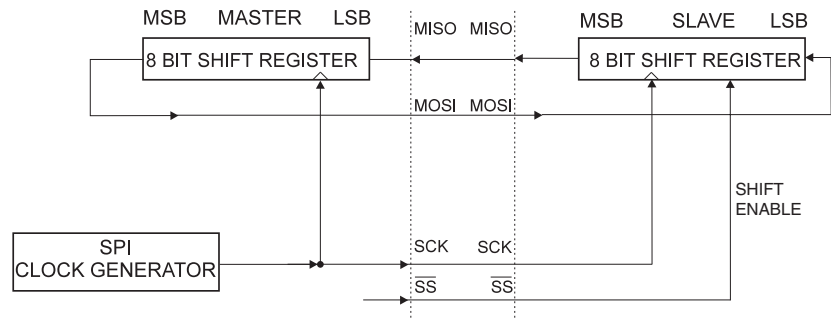 MSB MASTER LSB
MISO MISO
MSB SLAVE LSB
8 BIT SHIFT REGISTER
8 BIT SHIFT REGISTER
MOSI MOSI
SHIFT
ENABLE
SPI
CLOCK GENERATOR
SCK SCK
SS SS